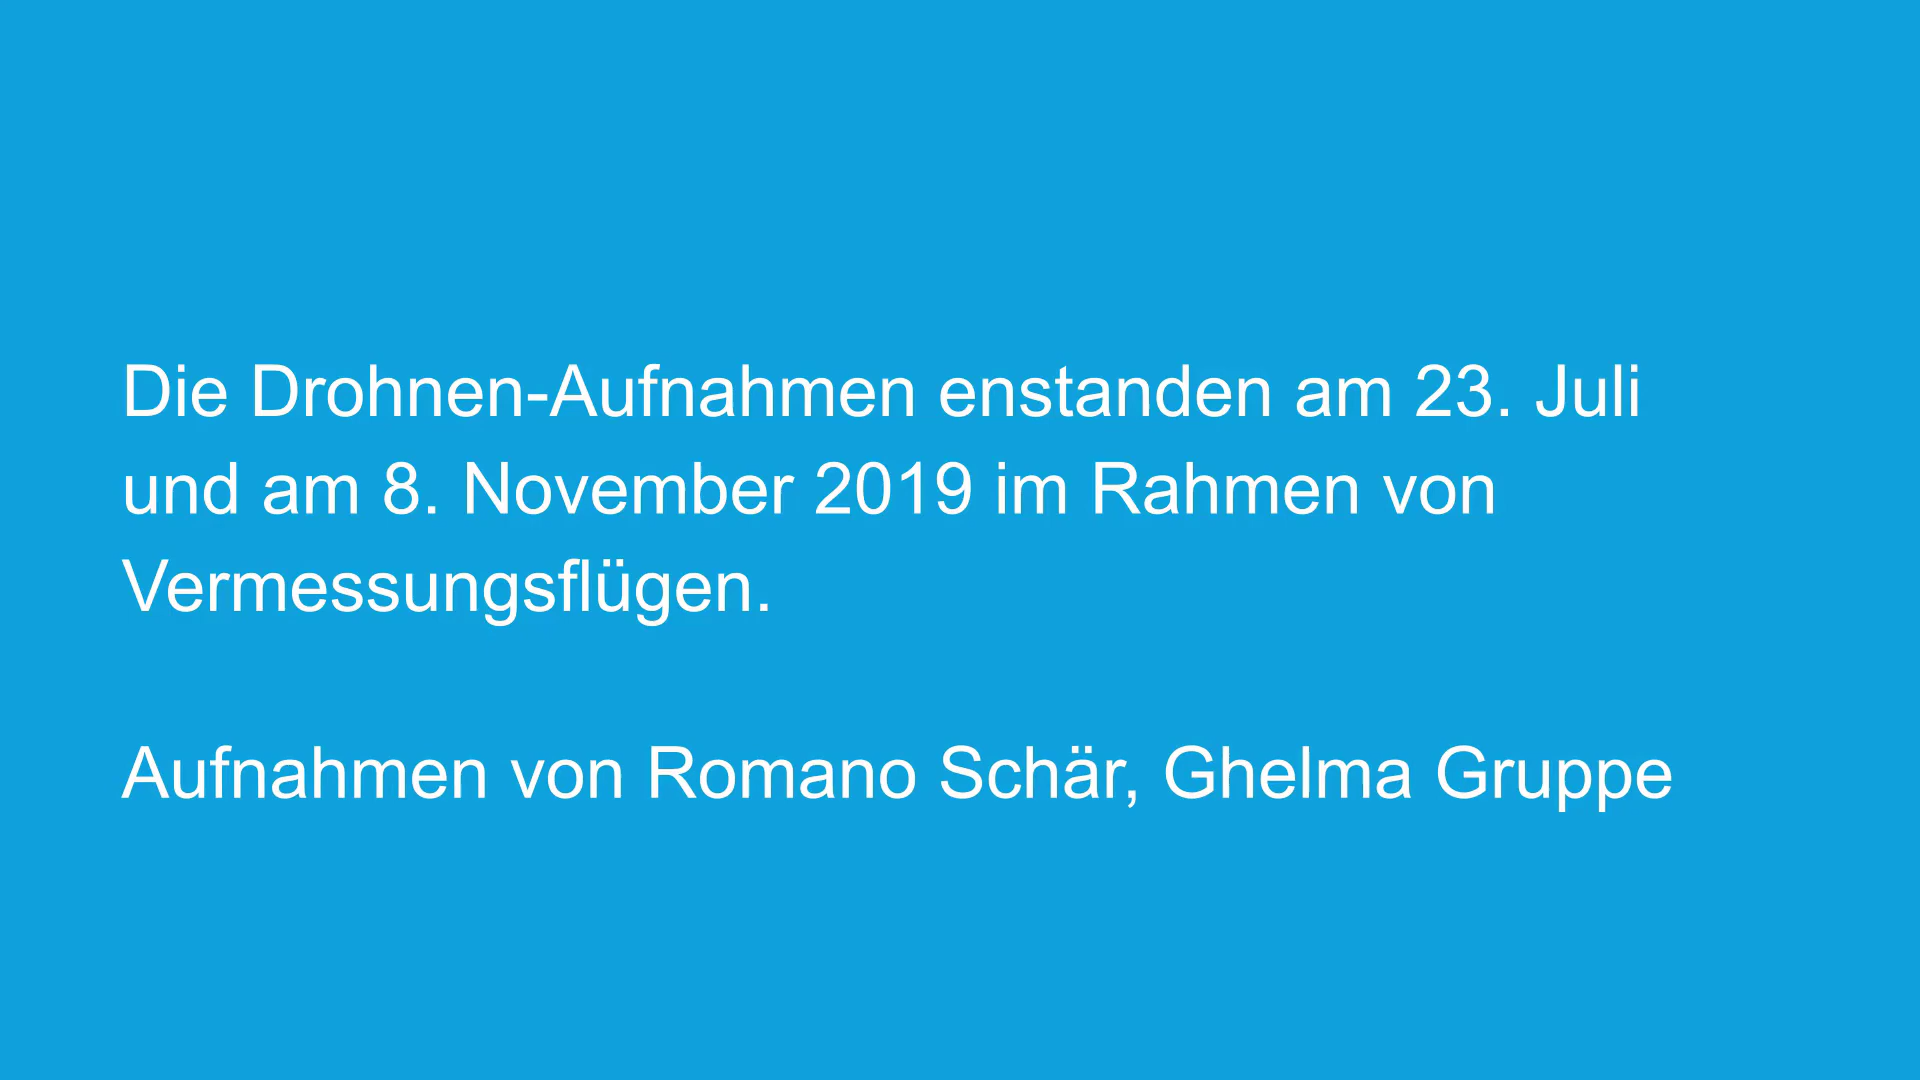 Die Drohnen-Aufnahmen enstanden am 23. Juli
und am 8. November 2019 im Rahmen von
Vermessungsflügen.
Aufnahmen von Romano Schär, Ghelma Gruppe